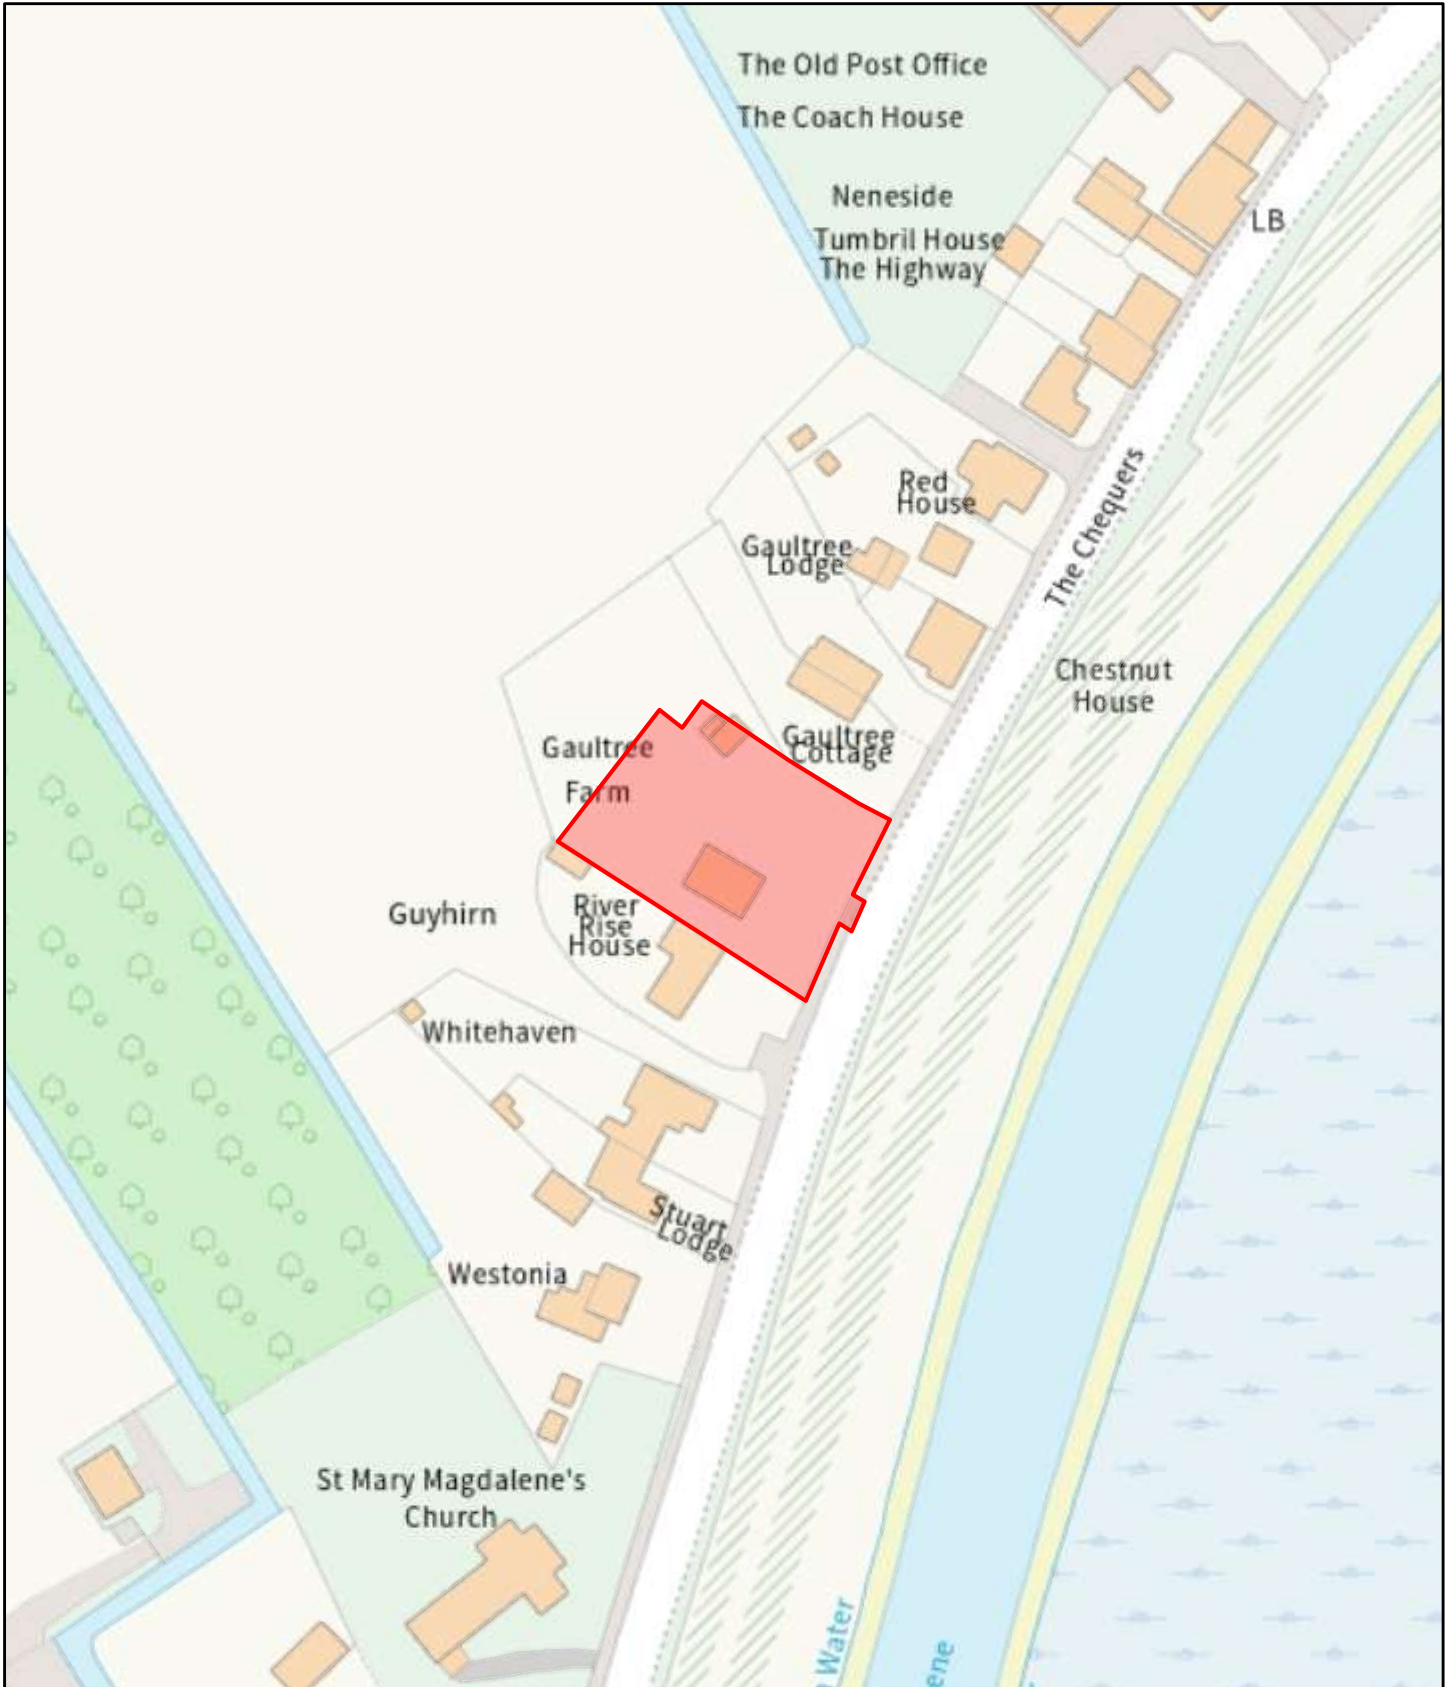 The Old Post Office
The Coach House
Neneside
LB
Tumbril House
The Highway
Red
House
The Chequers
Gaultree
Lodge
Chestnut
House
Gaultree
Cottage
Gaultree
Farm
River
Rise
House
Guyhirn
Whitehaven
Stuart
Lodge
Westonia
St Mary Magdalene's
Church
Water